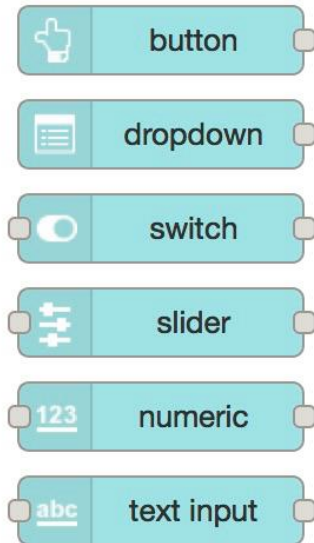 button
dropdown
switch
slider
123 numeric
abc text input